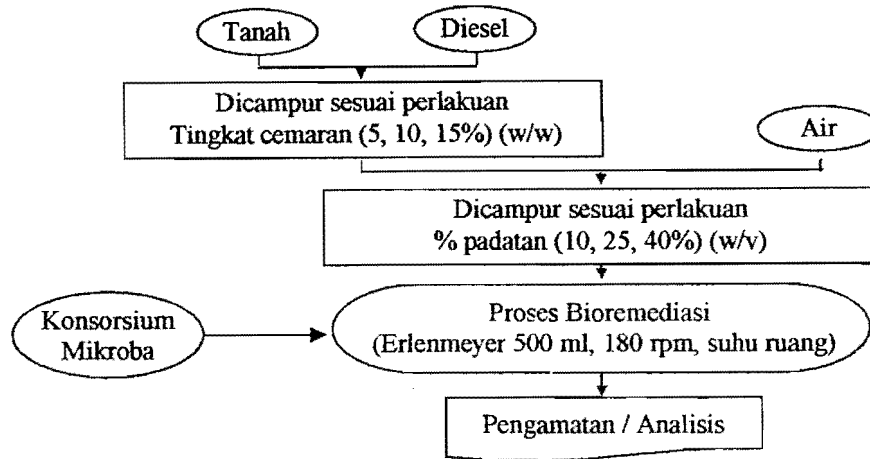 Tanah
Diesel
Dicampur sesuai perlakuan
Tingkat cemaran (5, 10, 15%) (w/w)
Air
Dicampur sesuai perlakuan
% padatan (10, 25, 40%) (w/v)
Konsorsium
Mikroba
Proses Bioremediasi
(Erlenmeyer 500 ml, 180 rpm, suhu ruang)
Pengamatan / Analisis